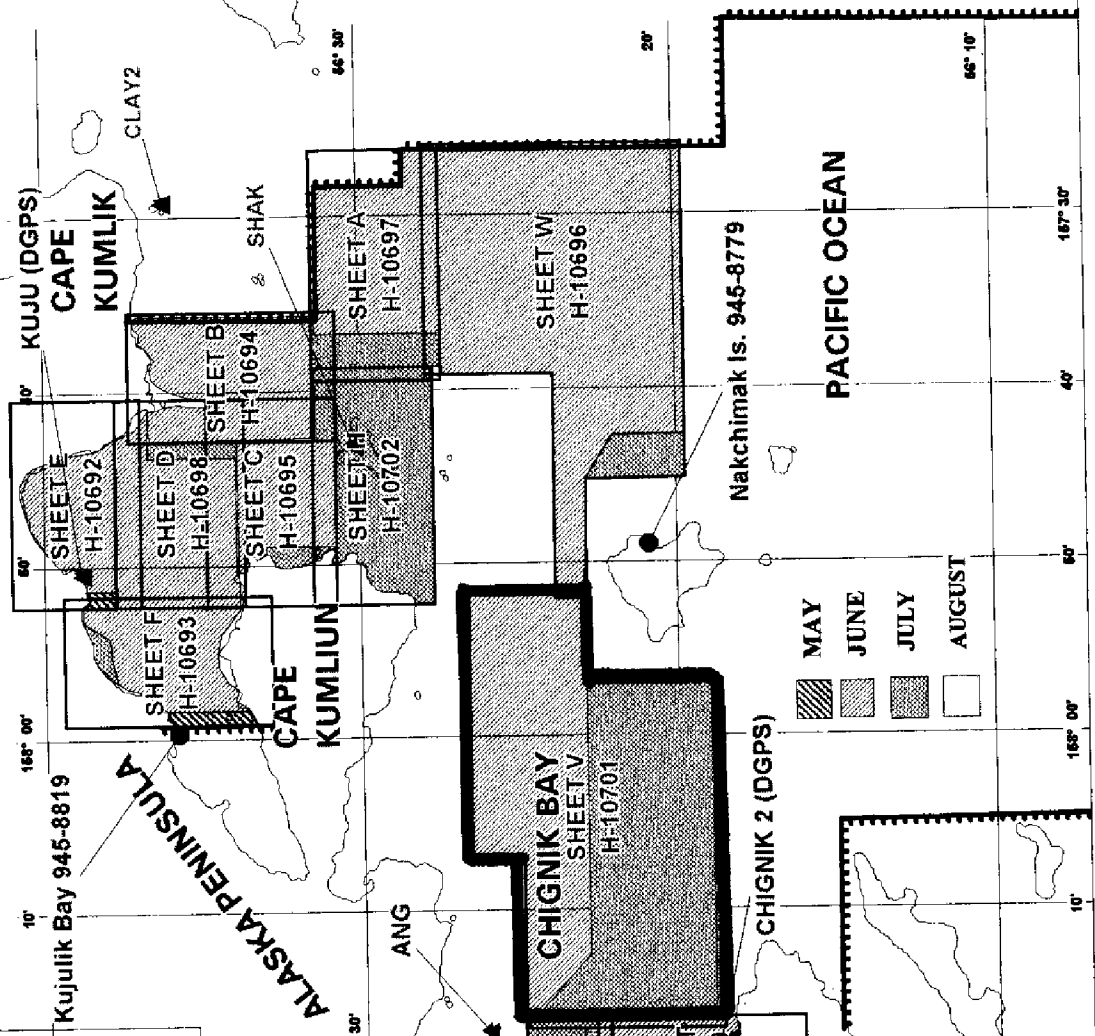 56° 30'
20'
56° 10'
CLAY2
KUJU (DGPS)
CAPE
KUMLIK
SHAK
SHEET A
H-10697
SHEET W
H-10696
157° 30'
PACIFIC OCEAN
Nakchimak Is. 945-8779
SHEET B
H-10694
40'
40'
SHEET E
H-10692
SHEET D
H-10698
SHEET C
H-10695
SHEET H
H-10702
50'
50'
SHEET F
H-10693
CAPE
KUMLIUN
MAY
JUNE
JULY
AUGUST
158° 00'
158° 00'
ALASKA PENINSULA
Kujulik Bay 945-8819
CHIGNIK BAY
SHEET V
H-10701
CHIGNIK 2 (DGPS)
ANG
10'
10'
30'